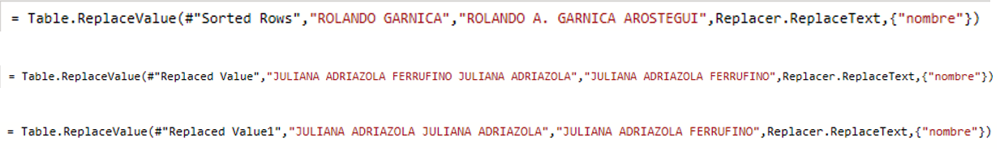 = Table.ReplaceValue(#"Sorted Rows","ROLANDO GARNICA","ROLANDO A. GARNICA AROSTEGUI",Replacer.ReplaceText,{"nombre"})
= Table.ReplaceValue(#"Replaced Value","JULIANA ADRIAZOLA FERRUFINO JULIANA ADRIAZOLA","JULIANA ADRIAZOLA FERRUFINO",Replacer.ReplaceText,{"nombre"})
= Table.ReplaceValue(#"Replaced Value1","JULIANA ADRIAZOLA JULIANA ADRIAZOLA","JULIANA ADRIAZOLA FERRUFINO",Replacer.ReplaceText,{"nombre"})